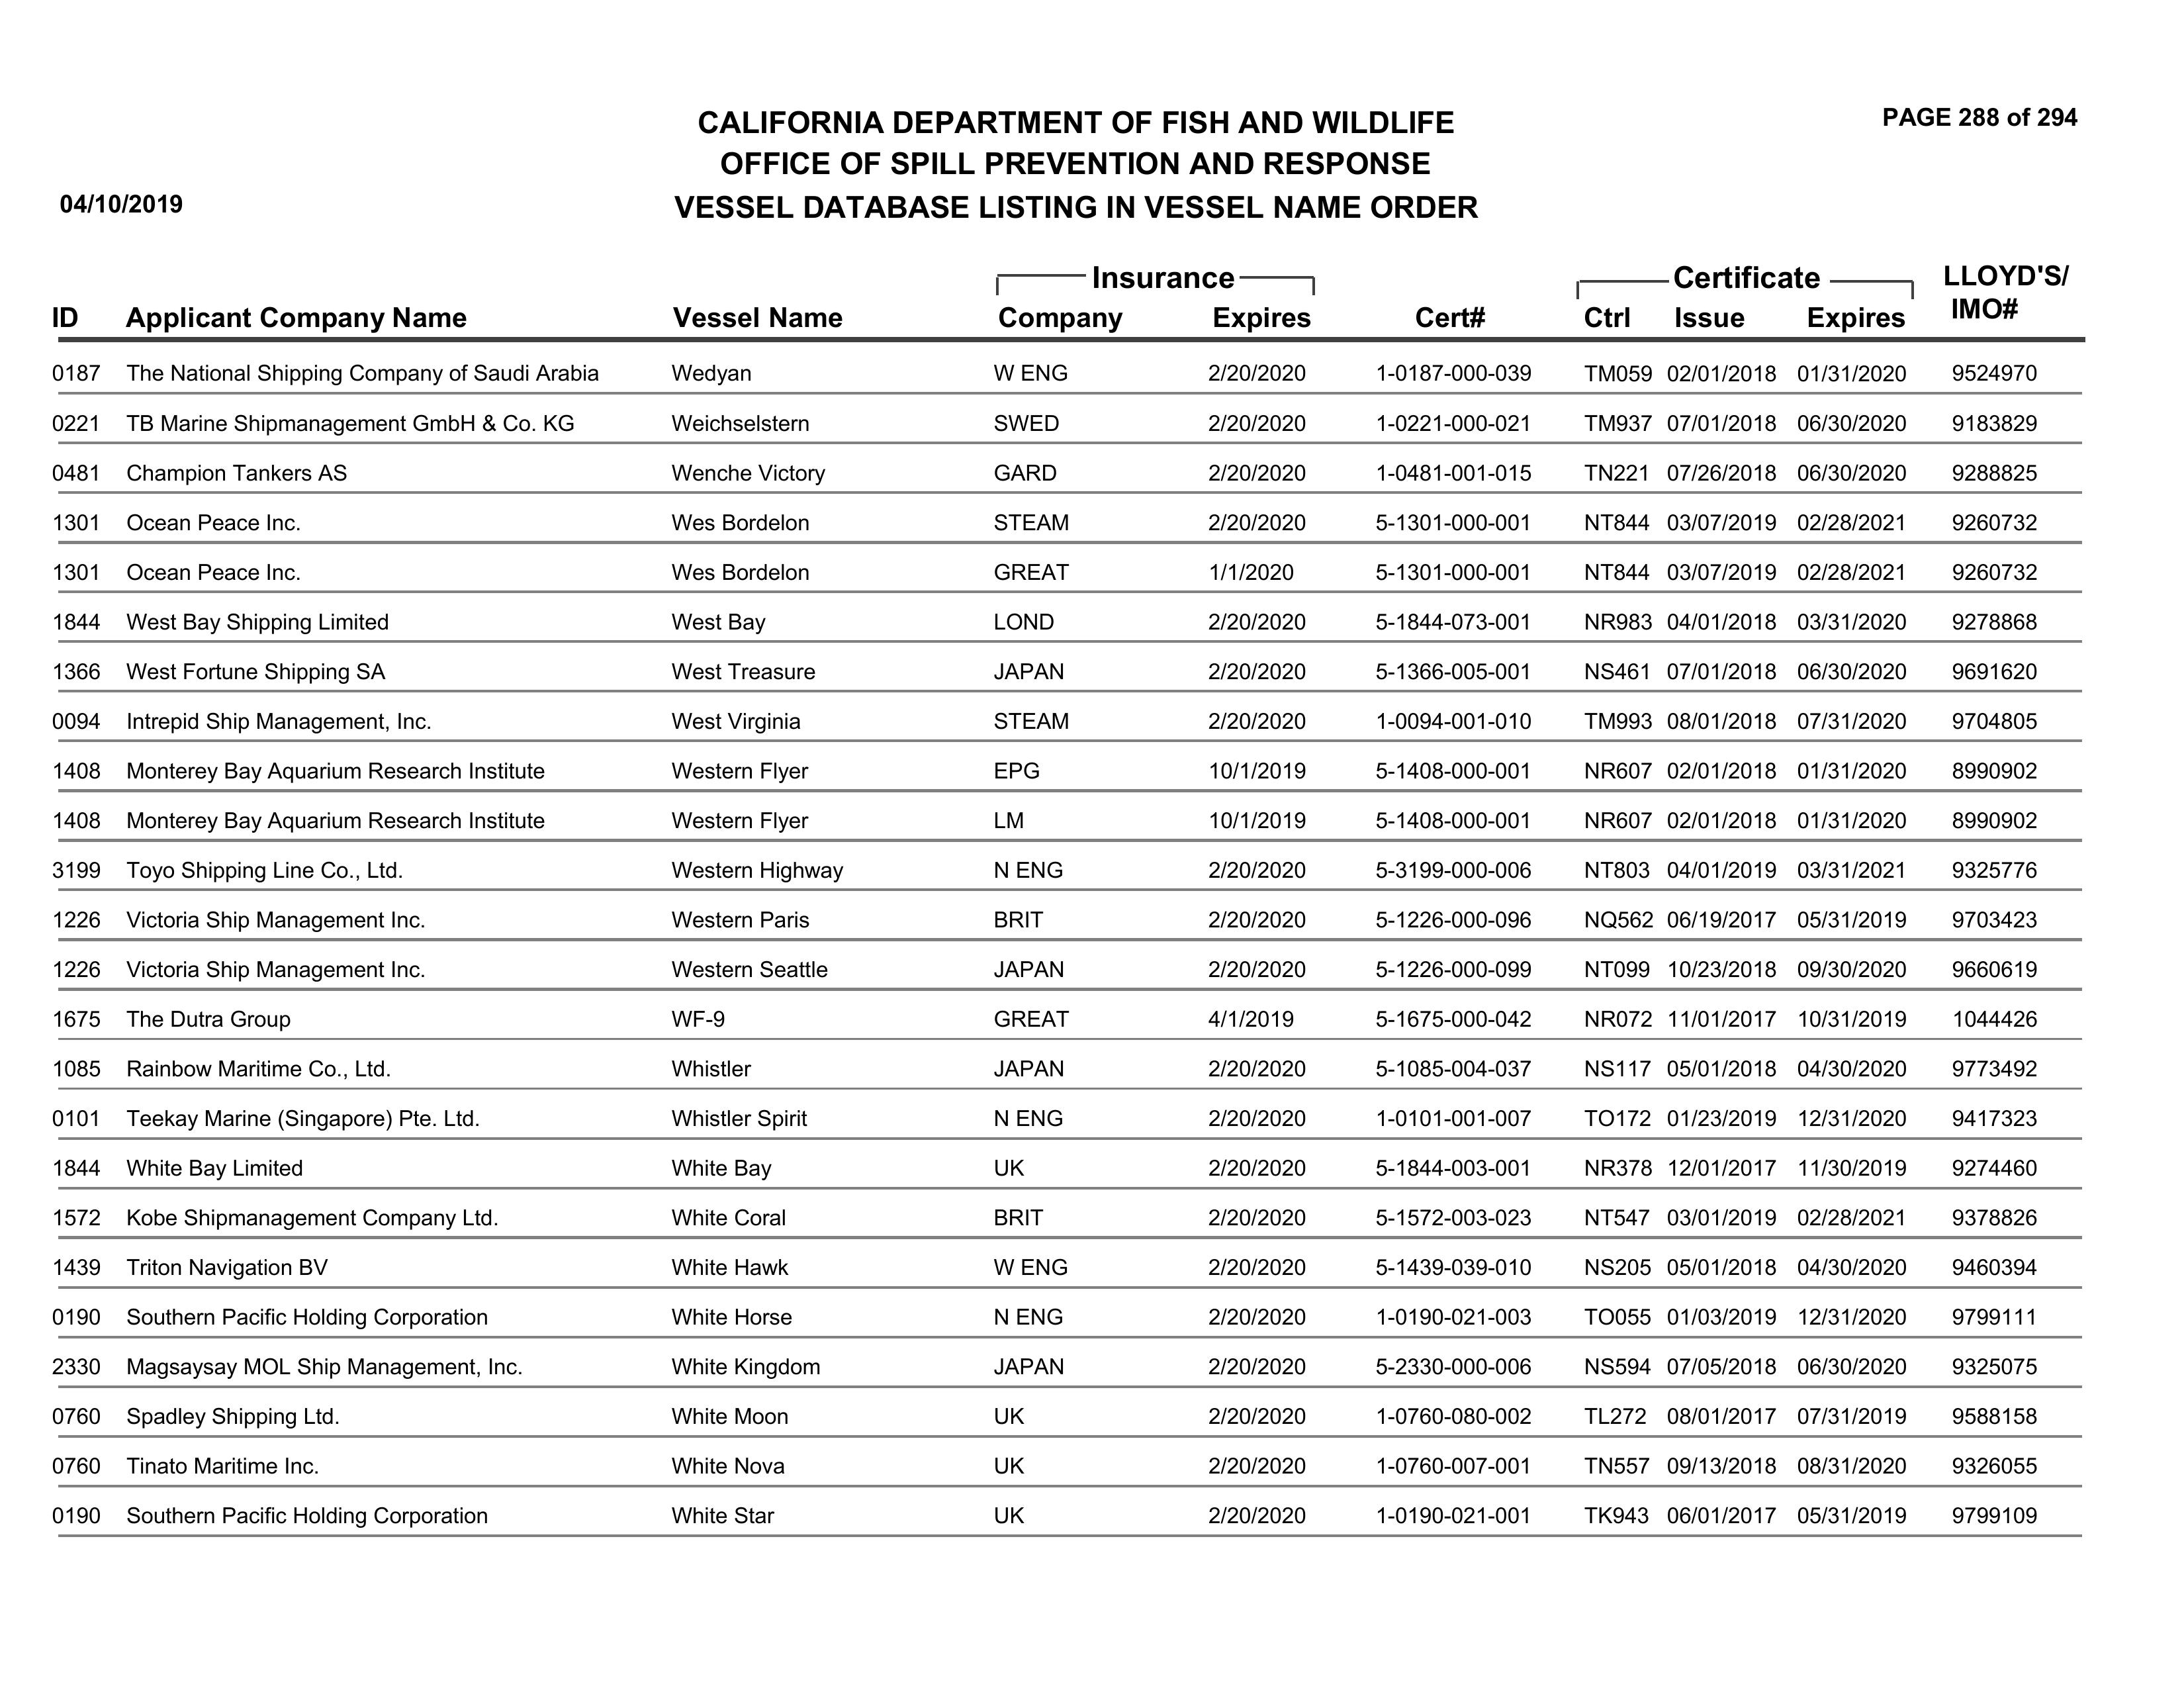 CALIFORNIA DEPARTMENT OF FISH AND WILDLIFE PAGE 288 of 294
OFFICE OF SPILL PREVENTION AND RESPONSE
04/10/2019 VESSEL DATABASE LISTING IN VESSEL NAME ORDER
Insurance Certificate LLOYD'S/
ID Applicant Company Name Vessel Name Company Expires Cert# Ctrl Issue Expires IMO#
0187 The National Shipping Company of Saudi Arabia Wedyan W ENG 2/20/2020 1-0187-000-039 TM059 02/01/2018 01/31/2020 9524970
0221 TB Marine Shipmanagement GmbH & Co. KG Weichselstern SWED 2/20/2020 1-0221-000-021 TM937 07/01/2018 06/30/2020 9183829
0481 Champion Tankers AS Wenche Victory GARD 2/20/2020 1-0481-001-015 TN221 07/26/2018 06/30/2020 9288825
1301 Ocean Peace Inc. Wes Bordelon STEAM 2/20/2020 5-1301-000-001 NT844 03/07/2019 02/28/2021 9260732
1301 Ocean Peace Inc. Wes Bordelon GREAT 1/1/2020 5-1301-000-001 NT844 03/07/2019 02/28/2021 9260732
1844 West Bay Shipping Limited West Bay LOND 2/20/2020 5-1844-073-001 NR983 04/01/2018 03/31/2020 9278868
1366 West Fortune Shipping SA West Treasure JAPAN 2/20/2020 5-1366-005-001 NS461 07/01/2018 06/30/2020 9691620
0094 Intrepid Ship Management, Inc. West Virginia STEAM 2/20/2020 1-0094-001-010 TM993 08/01/2018 07/31/2020 9704805
1408 Monterey Bay Aquarium Research Institute Western Flyer EPG 10/1/2019 5-1408-000-001 NR607 02/01/2018 01/31/2020 8990902
1408 Monterey Bay Aquarium Research Institute Western Flyer LM 10/1/2019 5-1408-000-001 NR607 02/01/2018 01/31/2020 8990902
3199 Toyo Shipping Line Co., Ltd. Western Highway N ENG 2/20/2020 5-3199-000-006 NT803 04/01/2019 03/31/2021 9325776
1226 Victoria Ship Management Inc. Western Paris BRIT 2/20/2020 5-1226-000-096 NQ562 06/19/2017 05/31/2019 9703423
1226 Victoria Ship Management Inc. Western Seattle JAPAN 2/20/2020 5-1226-000-099 NT099 10/23/2018 09/30/2020 9660619
1675 The Dutra Group WF-9 GREAT 4/1/2019 5-1675-000-042 NR072 11/01/2017 10/31/2019 1044426
1085 Rainbow Maritime Co., Ltd. Whistler JAPAN 2/20/2020 5-1085-004-037 NS117 05/01/2018 04/30/2020 9773492
0101 Teekay Marine (Singapore) Pte. Ltd. Whistler Spirit N ENG 2/20/2020 1-0101-001-007 TO172 01/23/2019 12/31/2020 9417323
1844 White Bay Limited White Bay UK 2/20/2020 5-1844-003-001 NR378 12/01/2017 11/30/2019 9274460
1572 Kobe Shipmanagement Company Ltd. White Coral BRIT 2/20/2020 5-1572-003-023 NT547 03/01/2019 02/28/2021 9378826
1439 Triton Navigation BV White Hawk W ENG 2/20/2020 5-1439-039-010 NS205 05/01/2018 04/30/2020 9460394
0190 Southern Pacific Holding Corporation White Horse N ENG 2/20/2020 1-0190-021-003 TO055 01/03/2019 12/31/2020 9799111
2330 Magsaysay MOL Ship Management, Inc. White Kingdom JAPAN 2/20/2020 5-2330-000-006 NS594 07/05/2018 06/30/2020 9325075
0760 Spadley Shipping Ltd. White Moon UK 2/20/2020 1-0760-080-002 TL272 08/01/2017 07/31/2019 9588158
0760 Tinato Maritime Inc. White Nova UK 2/20/2020 1-0760-007-001 TN557 09/13/2018 08/31/2020 9326055
0190 Southern Pacific Holding Corporation White Star UK 2/20/2020 1-0190-021-001 TK943 06/01/2017 05/31/2019 9799109